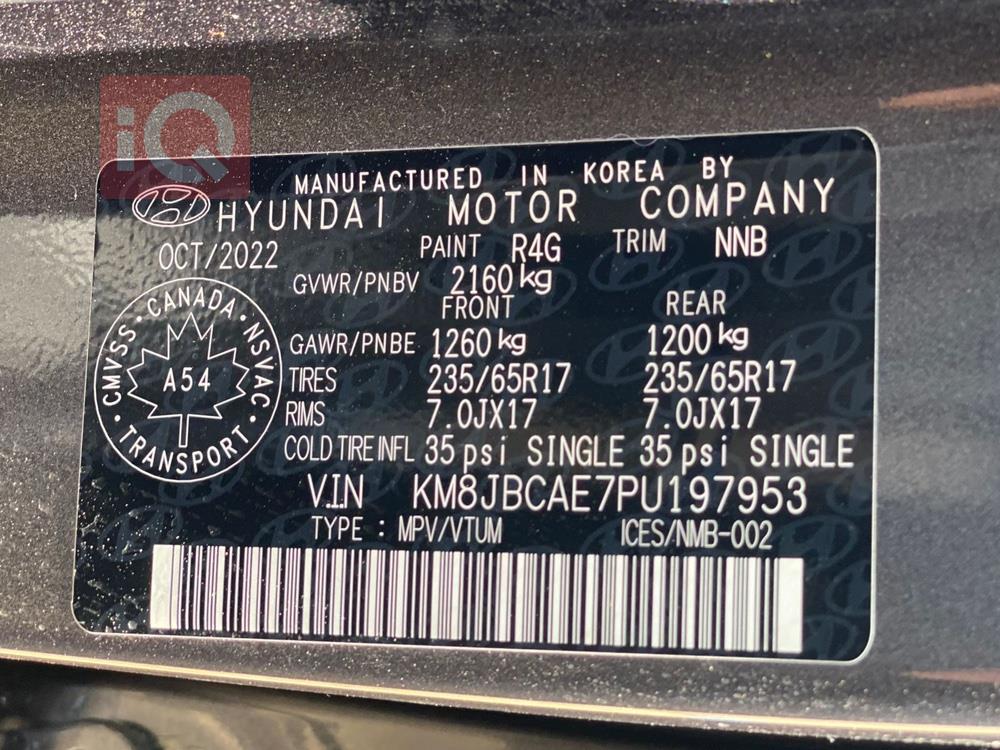 iQ
MANUFACTURED IN KOREA BY
HYUNDAI MOTOR COMPANY
OCT/2022 PAINT R4G TRIM NNB
GVWR/PNBV 2160 kg
FRONT REAR
GAWR/PNBE 1260 kg 1200 kg
TIRES 235/65R17 235/65R17
RIMS 7.0JX17 7.0JX17
COLD TIRE INFL 35 psi SINGLE 35 psi SINGLE
V.I.N KM8JBCAE7PU197953
TYPE : MPV/VTUM ICES/NMB-002
CMVSS · CANADA · NSVAC · TRANSPORT ·
A54